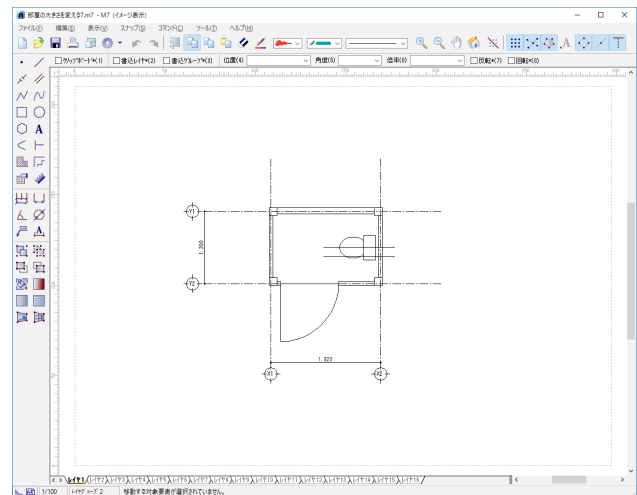 部屋の大きさを変える7.m7 - M7 (イメージ表示)
ファイル(F) 編集(E) 表示(V) スナップ(S) コマンド(C) ツール(T) ヘルプ(H)
クリップボード*(1) 書込レイヤ*(2) 書込グループ*(3) 位置(4) 角度(5) 倍率(6) 反転*(7) 回転*(8)
Y1
1,200
Y2
1,820
X1 X2
レイヤ1 レイヤ2 レイヤ3 レイヤ4 レイヤ5 レイヤ6 レイヤ7 レイヤ8 レイヤ9 レイヤ10 レイヤ11 レイヤ12 レイヤ13 レイヤ14 レイヤ15 レイヤ16
1/100 レイヤグループ2 移動する対象要素が選択されていません。